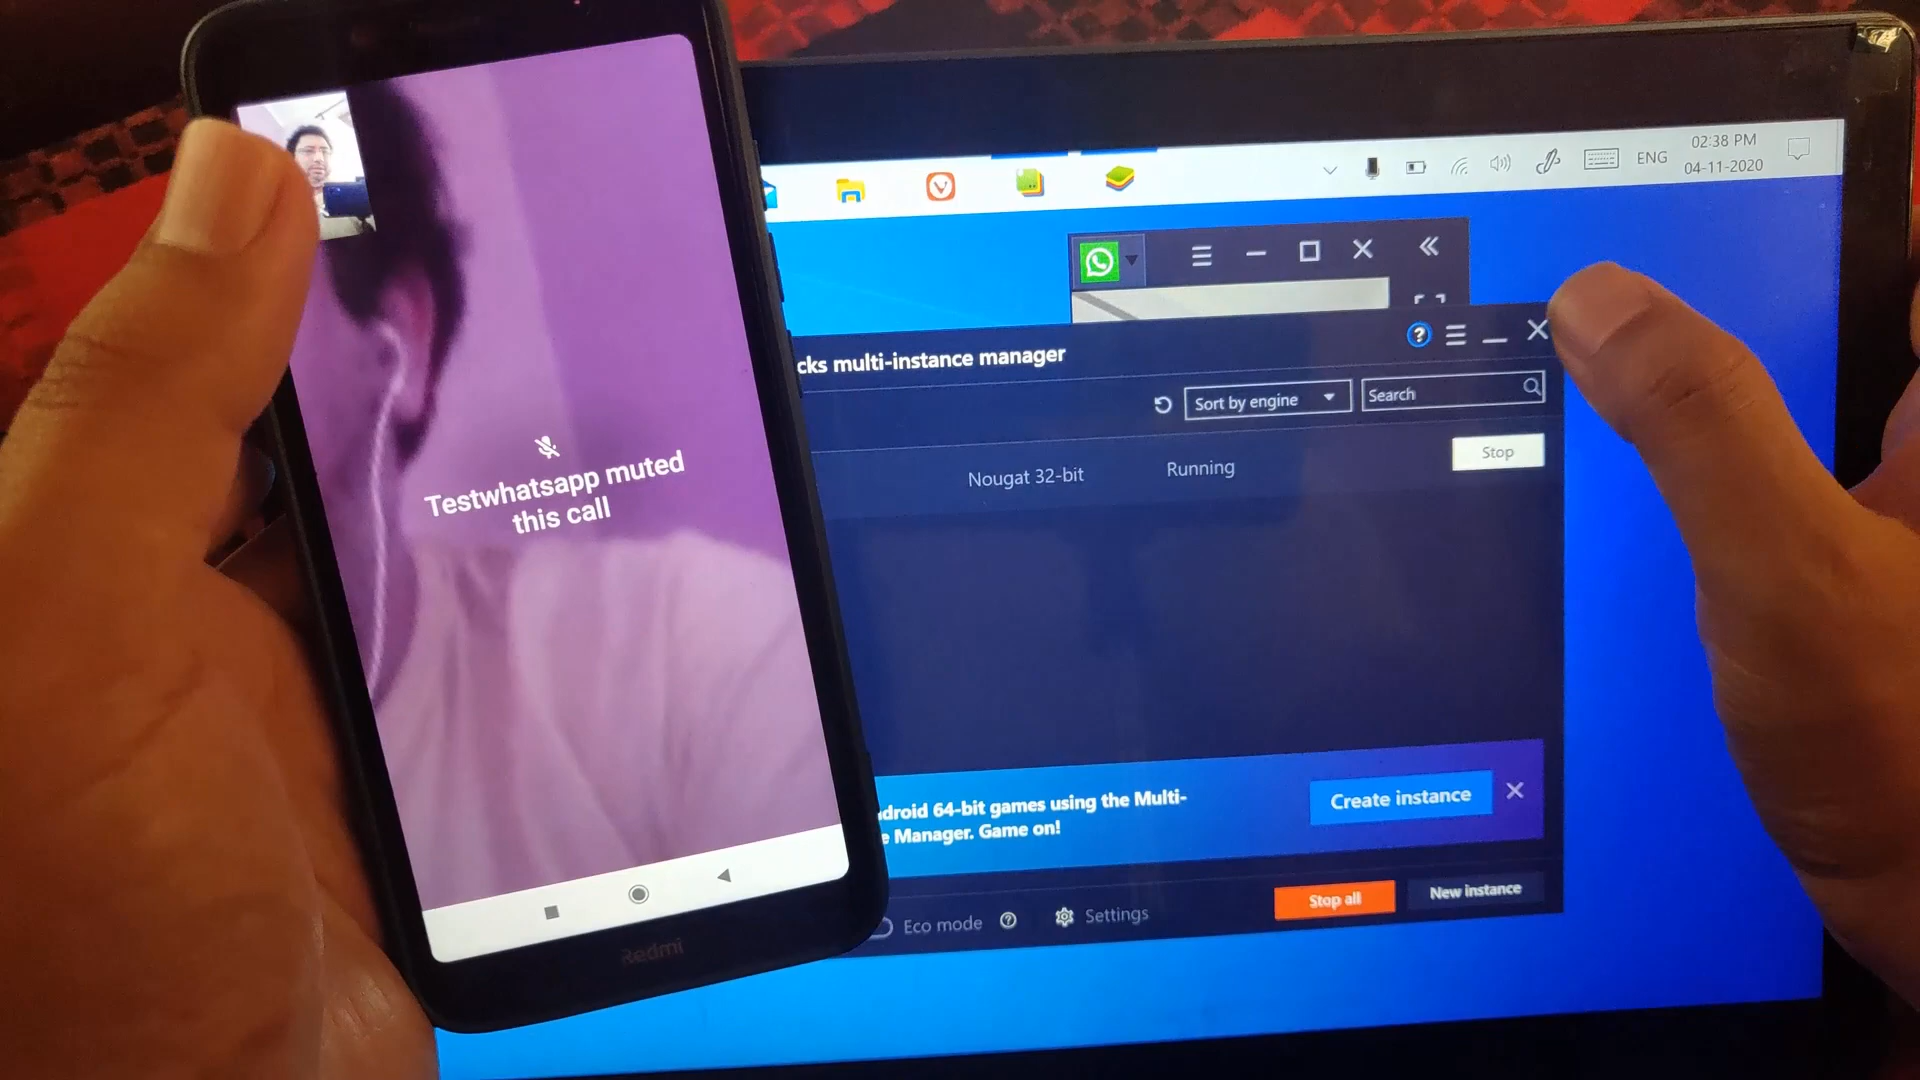 Testwhatsapp muted
this call
Redmi
ENG
02:38 PM
04-11-2020
cks multi-instance manager
Sort by engine
Search
Nougat 32-bit
Running
Stop
droid 64-bit games using the Multi-
e Manager. Game on!
Create instance
Eco mode
Settings
Stop all
New instance